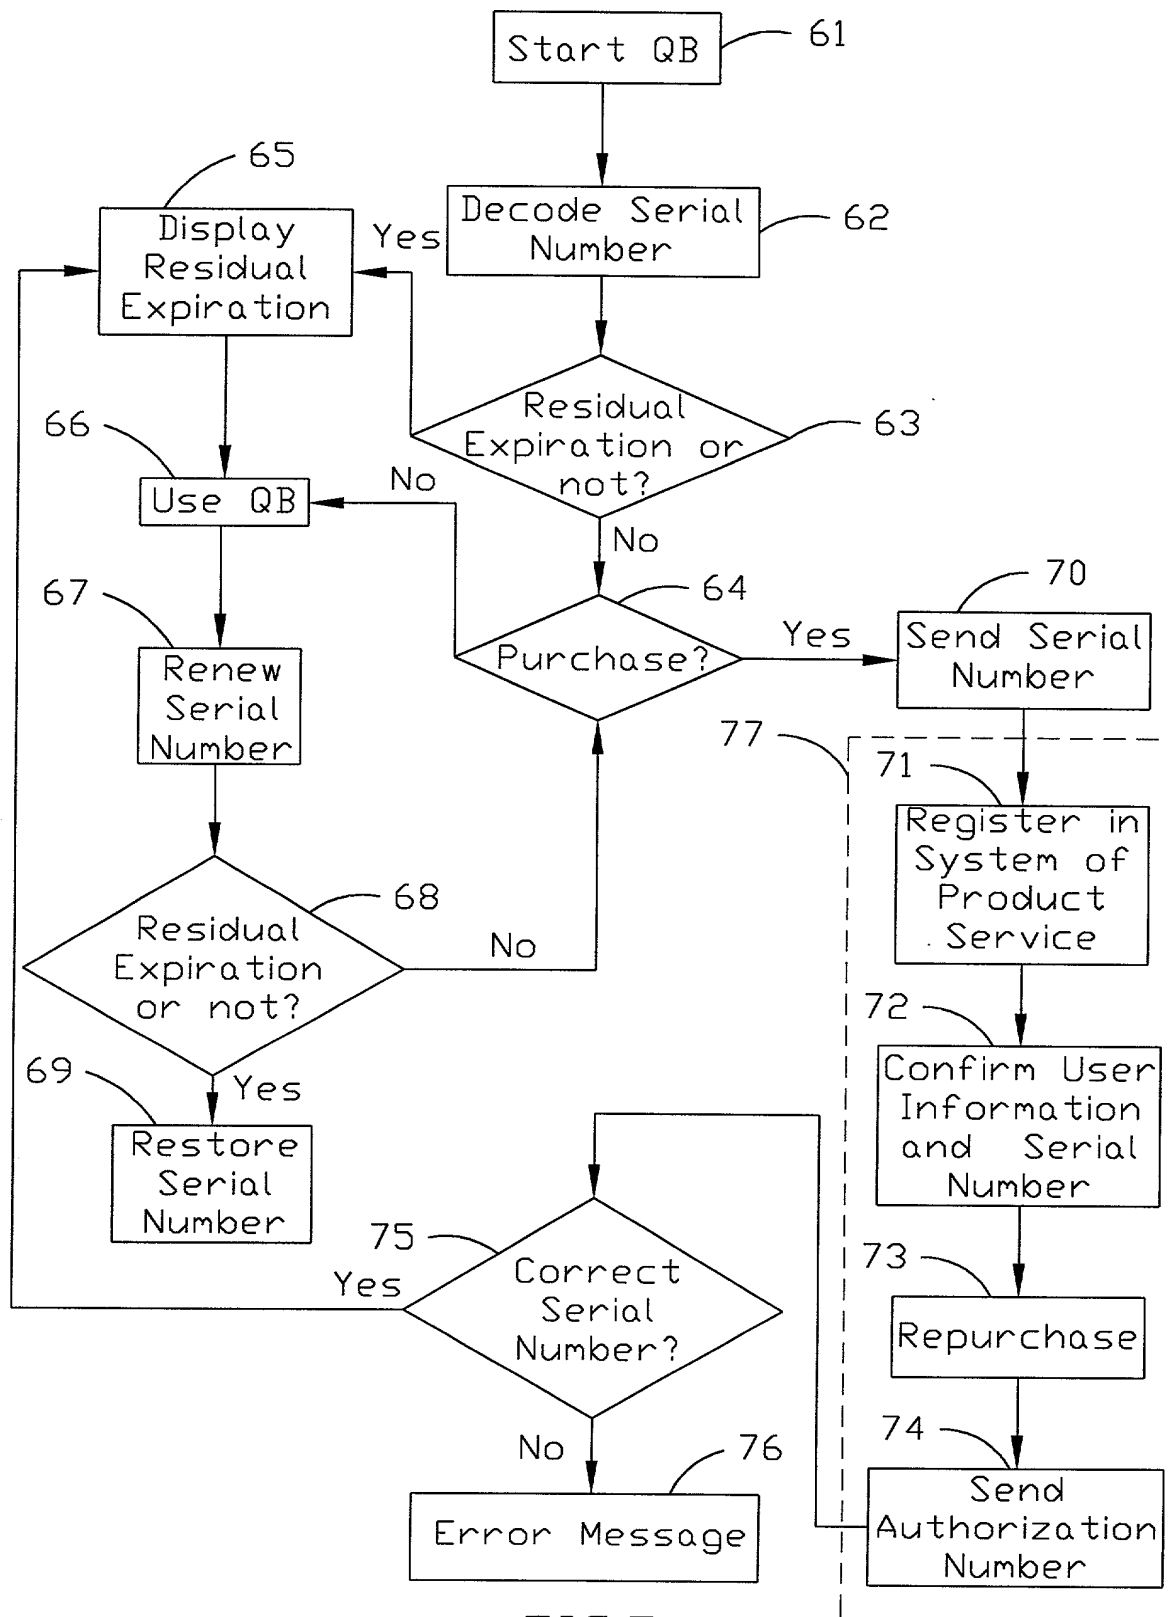 Start QB
61
Decode Serial
Number
62
65
Display
Residual
Expiration
Yes
Residual
Expiration or
not?
63
No
66
Use QB
No
64
Purchase?
Yes
70
Send Serial
Number
67
Renew
Serial
Number
77
71
Register in
System of
Product
Service
68
Residual
Expiration
or not?
No
Yes
72
Confirm User
Information
and Serial
Number
69
Restore
Serial
Number
75
Correct
Serial
Number?
Yes
No
73
Repurchase
76
Error Message
74
Send
Authorization
Number